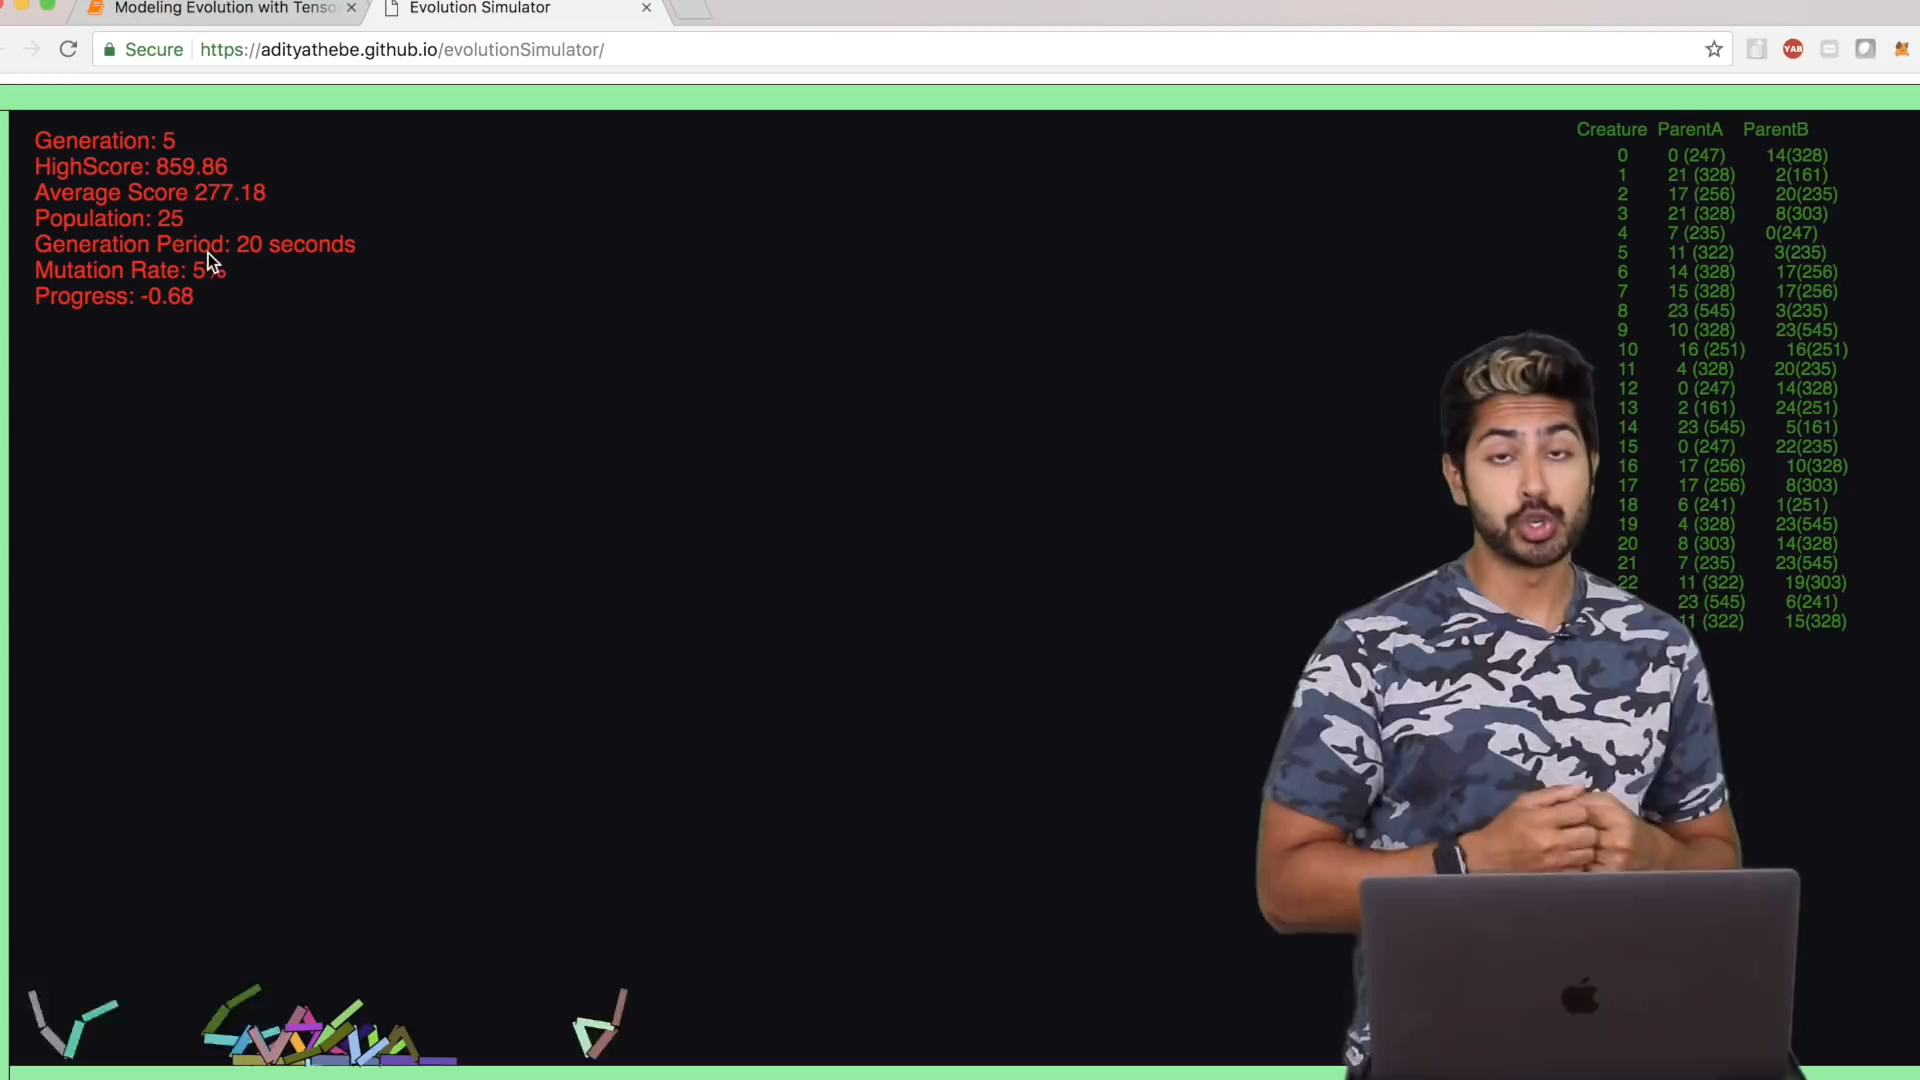 Modeling Evolution with Tenso
Evolution Simulator
Secure https://adityathebe.github.io/evolutionSimulator/
YAB
Generation: 5
HighScore: 859.86
Average Score 277.18
Population: 25
Generation Period: 20 seconds
Mutation Rate: 5%
Progress: -0.68
Creature ParentA ParentB
0 0 (247) 14(328)
1 21 (328) 2(161)
2 17 (256) 20(235)
3 21 (328) 8(303)
4 7 (235) 0(247)
5 11 (322) 3(235)
6 14 (328) 17(256)
7 15 (328) 17(256)
8 23 (545) 3(235)
9 10 (328) 23(545)
10 16 (251) 16(251)
11 4 (328) 20(235)
12 0 (247) 14(328)
13 2 (161) 24(251)
14 23 (545) 5(161)
15 0 (247) 22(235)
16 17 (256) 10(328)
17 17 (256) 8(303)
18 6 (241) 1(251)
19 4 (328) 23(545)
20 8 (303) 14(328)
21 7 (235) 23(545)
22 11 (322) 19(303)
23 (545) 6(241)
11 (322) 15(328)